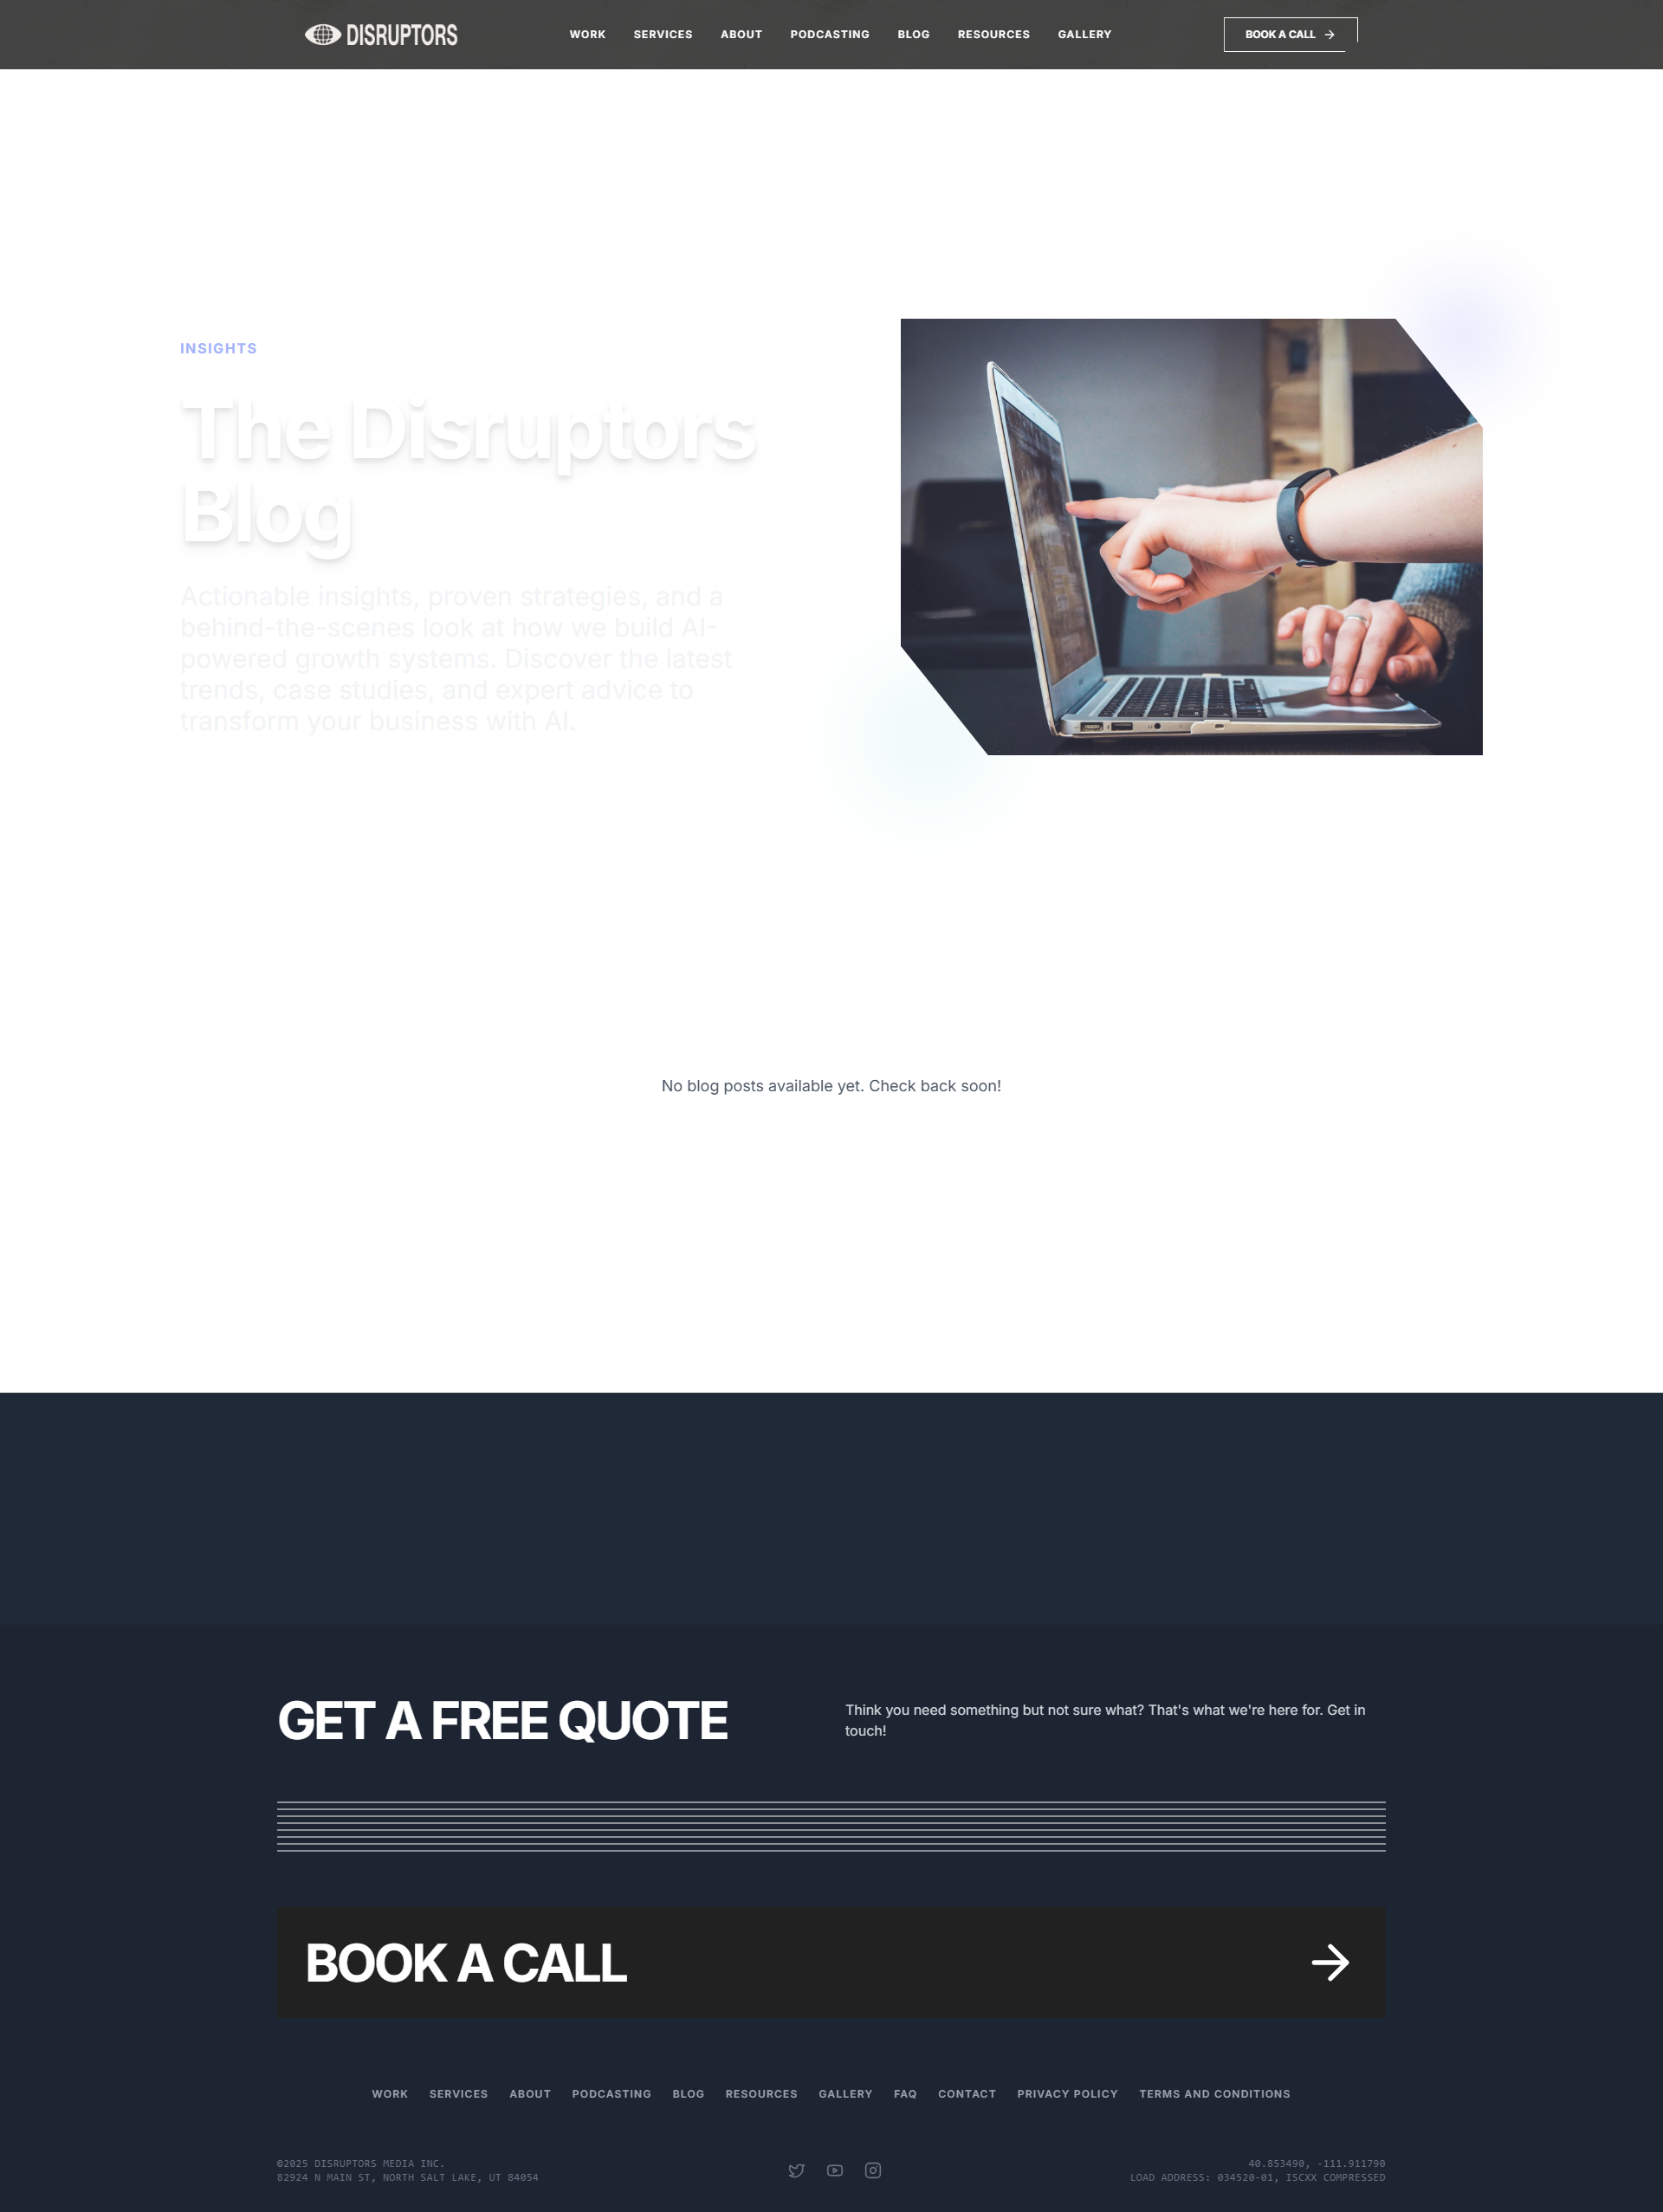 DISRUPTORS
WORK SERVICES ABOUT PODCASTING BLOG RESOURCES GALLERY
BOOK A CALL
INSIGHTS
The Disruptors
Blog
Actionable insights, proven strategies, and a
behind-the-scenes look at how we build AI-
powered growth systems. Discover the latest
trends, case studies, and expert advice to
transform your business with AI.
No blog posts available yet. Check back soon!
GET A FREE QUOTE
Think you need something but not sure what? That's what we're here for. Get in
touch!
BOOK A CALL
WORK SERVICES ABOUT PODCASTING BLOG RESOURCES GALLERY FAQ CONTACT PRIVACY POLICY TERMS AND CONDITIONS
©2025 DISRUPTORS MEDIA INC.
82924 N MAIN ST, NORTH SALT LAKE, UT 84054
40.853490, -111.911790
LOAD ADDRESS: 034520-01, ISCXX COMPRESSED